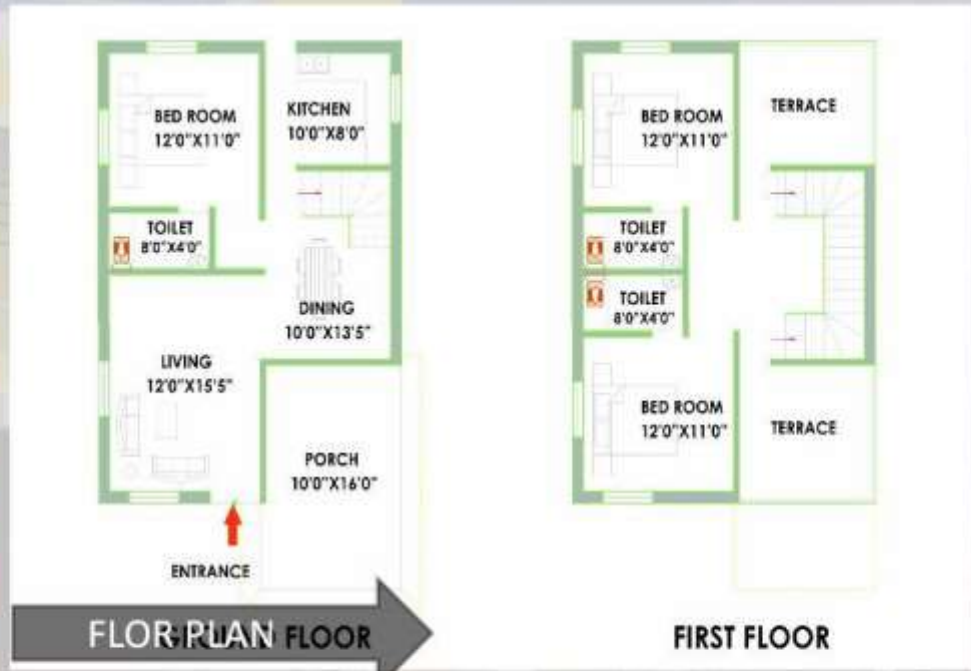 BED ROOM
12'0"X11'0"
KITCHEN
10'0"X8'0"
TOILET
8'0"X4'0"
DINING
10'0"X13'5"
LIVING
12'0"X15'5"
PORCH
10'0"X16'0"
ENTRANCE
FLOR PLAN
GROUND FLOOR
BED ROOM
12'0"X11'0"
TERRACE
TOILET
8'0"X4'0"
TOILET
8'0"X4'0"
BED ROOM
12'0"X11'0"
TERRACE
FIRST FLOOR